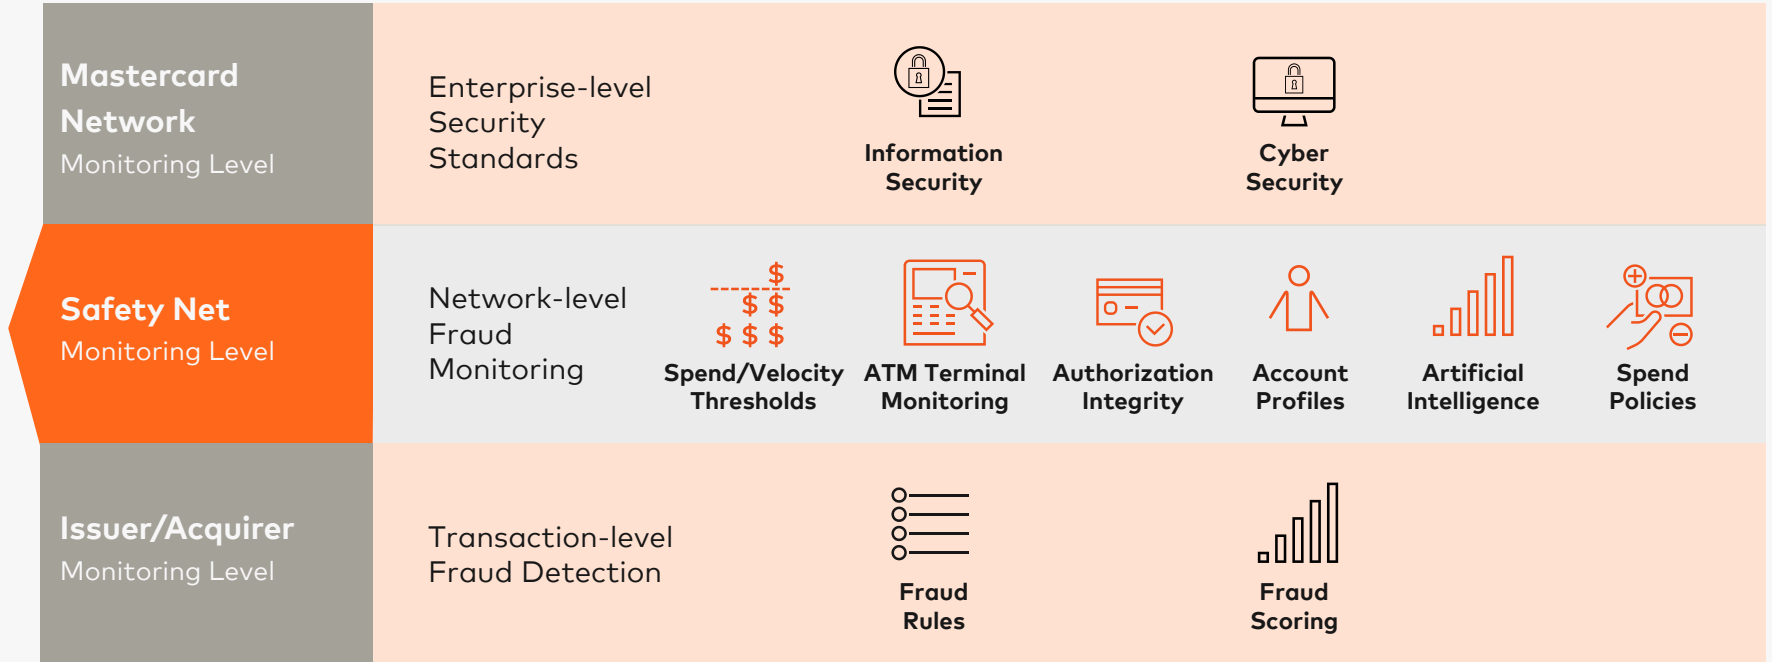 Mastercard
Network
Monitoring Level
Enterprise-level
Security
Standards
Information
Security
Cyber
Security
Safety Net
Monitoring Level
Network-level
Fraud
Monitoring
$
$ $
$ $ $
Spend/Velocity
Thresholds
ATM Terminal
Monitoring
Authorization
Integrity
Account
Profiles
Artificial
Intelligence
Spend
Policies
Issuer/Acquirer
Monitoring Level
Transaction-level
Fraud Detection
Fraud
Rules
Fraud
Scoring